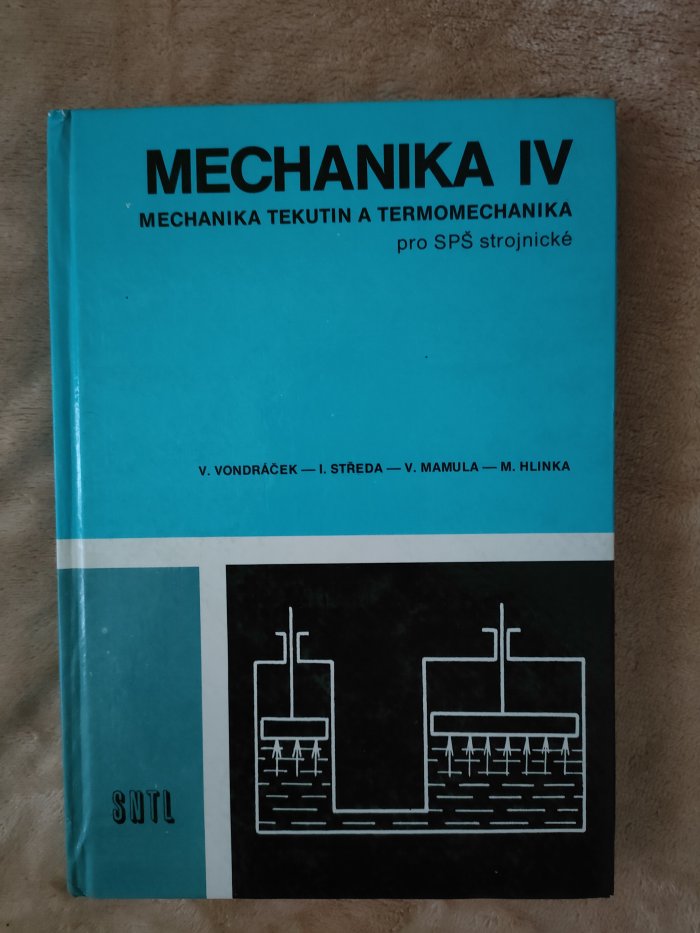 MECHANIKA IV
MECHANIKA TEKUTIN A TERMOMECHANIKA
pro SPŠ strojnické
V. VONDRÁČEK — I. STŘEDA — V. MAMULA — M. HLINKA
SNTL